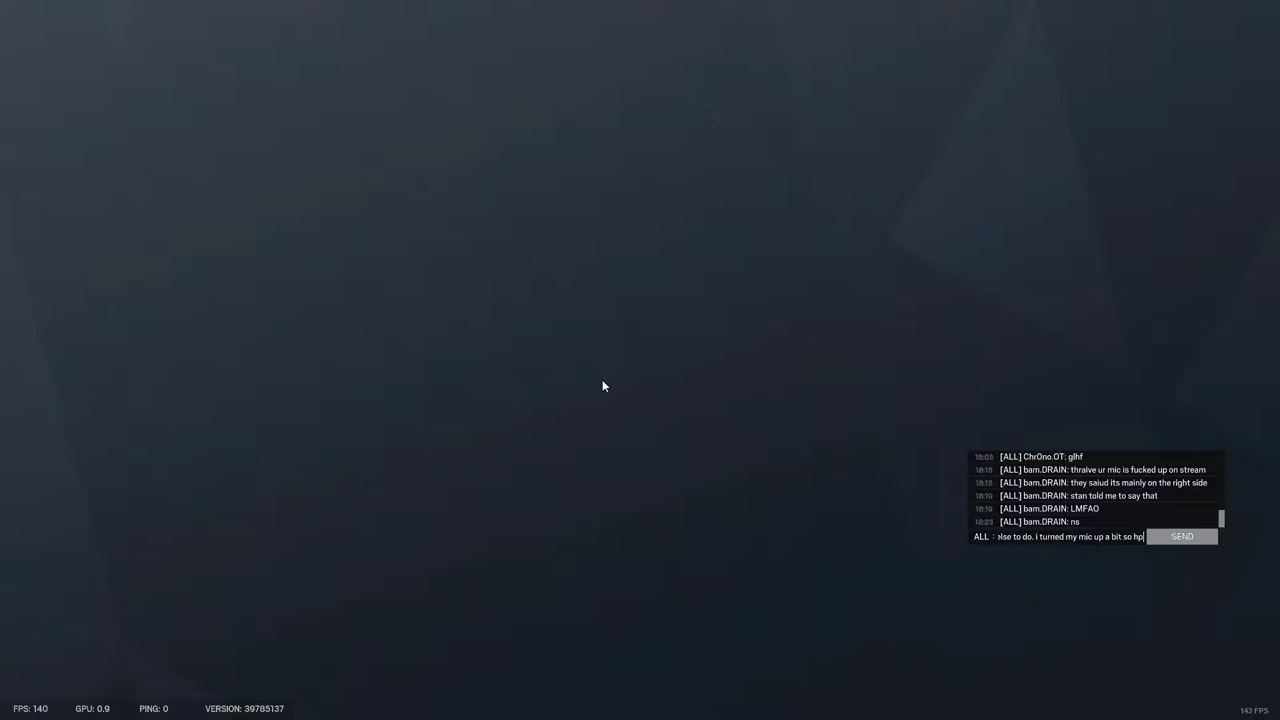 18:03 [ALL] ChrOno.OT: glhf
18:15 [ALL] bam.DRAIN: thraive ur mic is fucked up on stream
18:15 [ALL] bam.DRAIN: they saiud its mainly on the right side
18:19 [ALL] bam.DRAIN: stan told me to say that
18:19 [ALL] bam.DRAIN: LMFAO
18:23 [ALL] bam.DRAIN: ns
ALL : else to do. i turned my mic up a bit so hp SEND
FPS: 140 GPU: 0.9 PING: 0 VERSION: 39785137
142 FPS